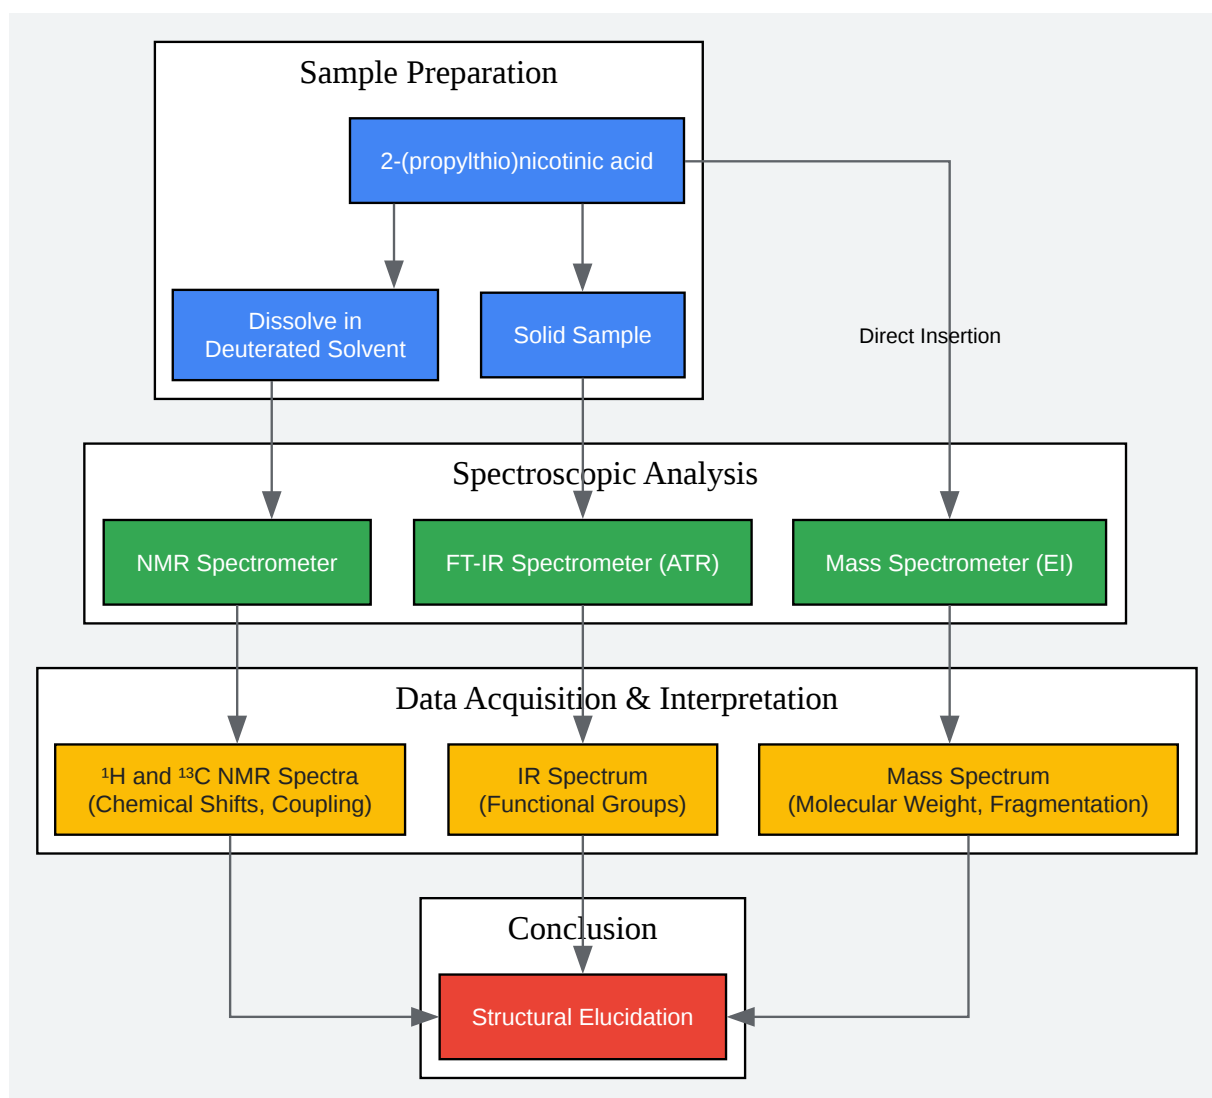 Sample Preparation
2-(propylthio)nicotinic acid
Dissolve in
Deuterated Solvent
Solid Sample
Direct Insertion
Spectroscopic Analysis
NMR Spectrometer
FT-IR Spectrometer (ATR)
Mass Spectrometer (EI)
Data Acquisition & Interpretation
¹H and ¹³C NMR Spectra
(Chemical Shifts, Coupling)
IR Spectrum
(Functional Groups)
Mass Spectrum
(Molecular Weight, Fragmentation)
Conclusion
Structural Elucidation